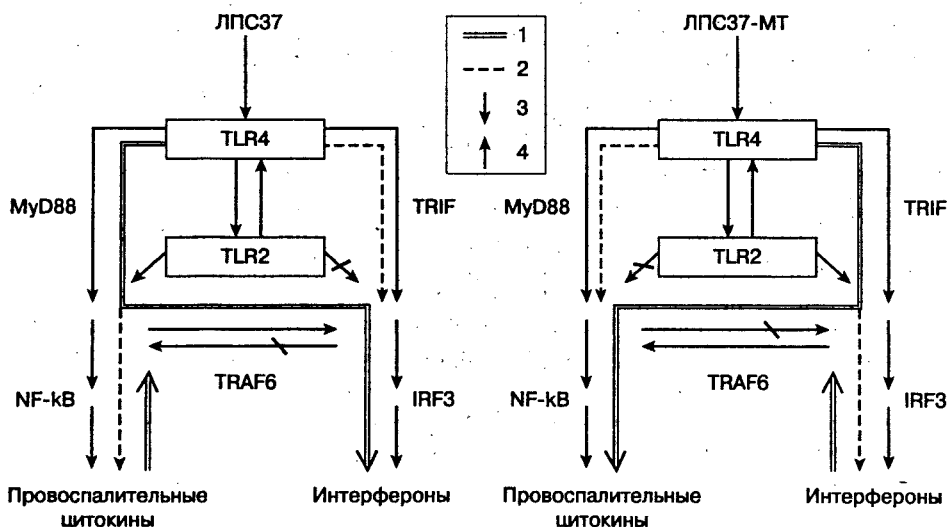 ЛПС37
TLR4
MyD88
TRIF
TLR2
TRAF6
NF-kB
IRF3
Провоспалительные
цитокины
Интерфероны
1
2
3
4
ЛПС37-МТ
TLR4
MyD88
TRIF
TLR2
TRAF6
NF-kB
IRF3
Провоспалительные
цитокины
Интерфероны